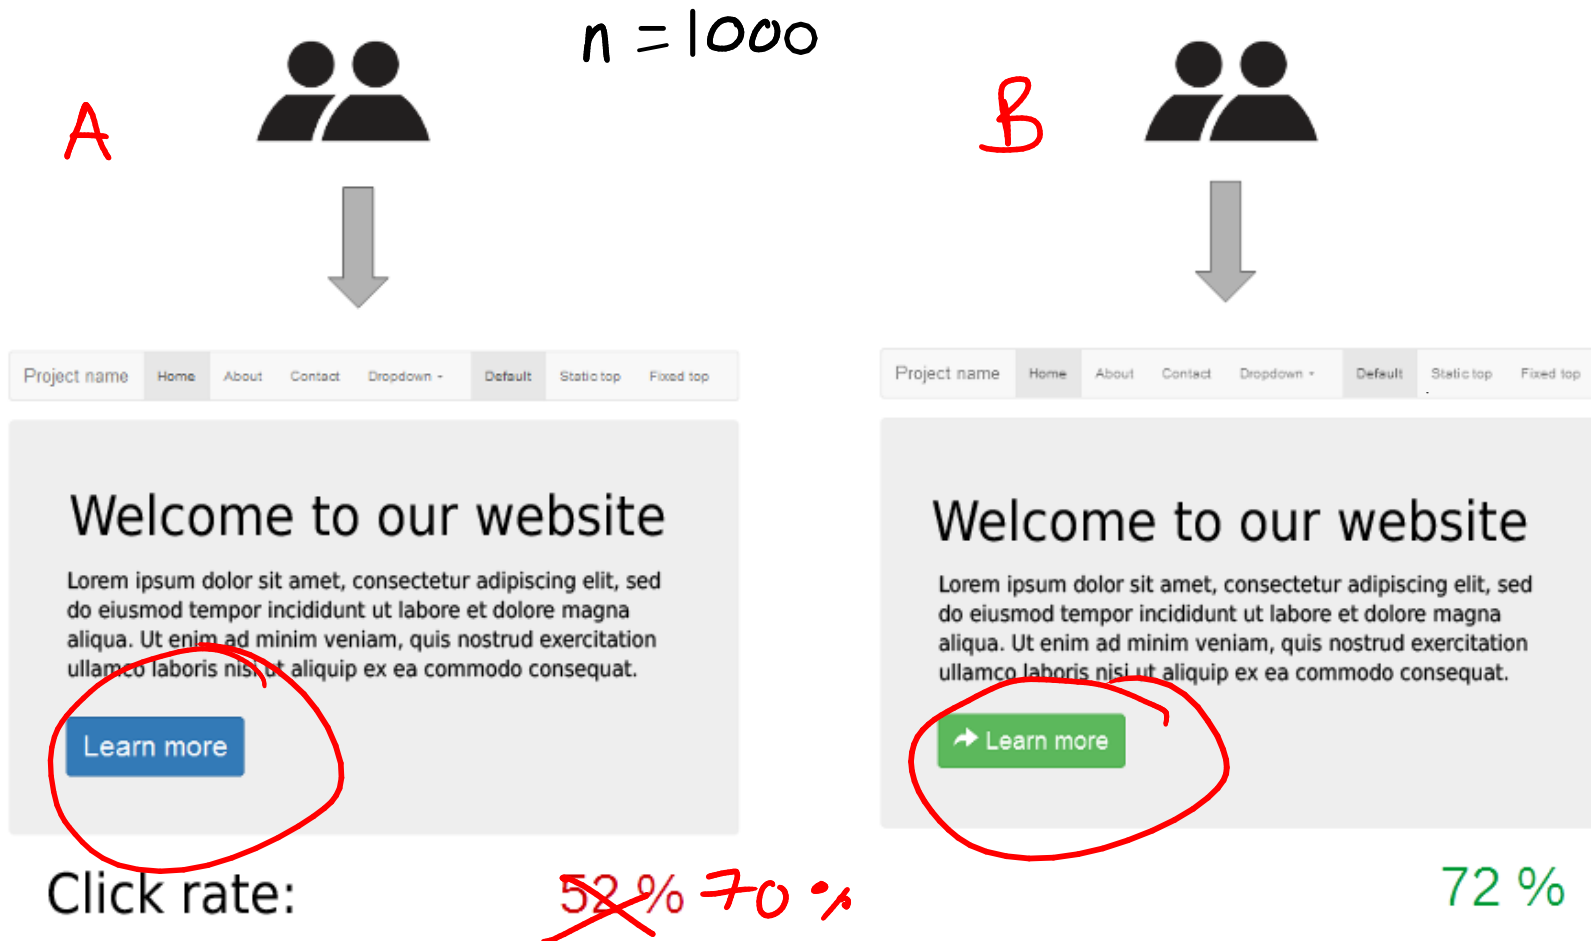 n = 1000
A
B
Project name Home About Contact Dropdown Default Static top Fixed top
Welcome to our website
Lorem ipsum dolor sit amet, consectetur adipiscing elit, sed
do eiusmod tempor incididunt ut labore et dolore magna
aliqua. Ut enim ad minim veniam, quis nostrud exercitation
ullamco laboris nisi ut aliquip ex ea commodo consequat.
Learn more
Project name Home About Contact Dropdown Default Static top Fixed top
Welcome to our website
Lorem ipsum dolor sit amet, consectetur adipiscing elit, sed
do eiusmod tempor incididunt ut labore et dolore magna
aliqua. Ut enim ad minim veniam, quis nostrud exercitation
ullamco laboris nisi ut aliquip ex ea commodo consequat.
Learn more
Click rate: 52 % 70 % 72 %